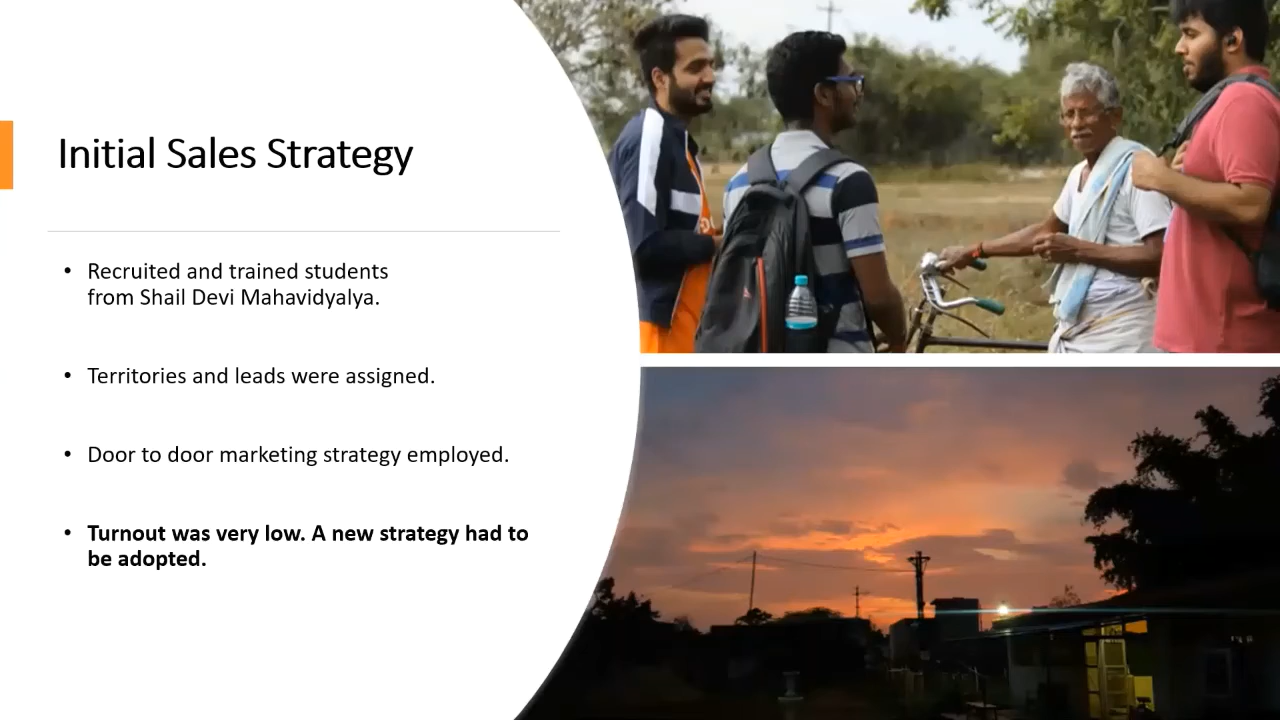 Initial Sales Strategy
• Recruited and trained students
from Shail Devi Mahavidyalya.
• Territories and leads were assigned.
• Door to door marketing strategy employed.
• Turnout was very low. A new strategy had to
be adopted.